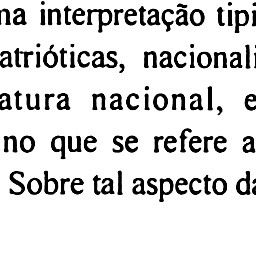 na interpretação tipi
atrióticas, nacionali
atura nacional, e
no que se refere a
Sobre tal aspecto da